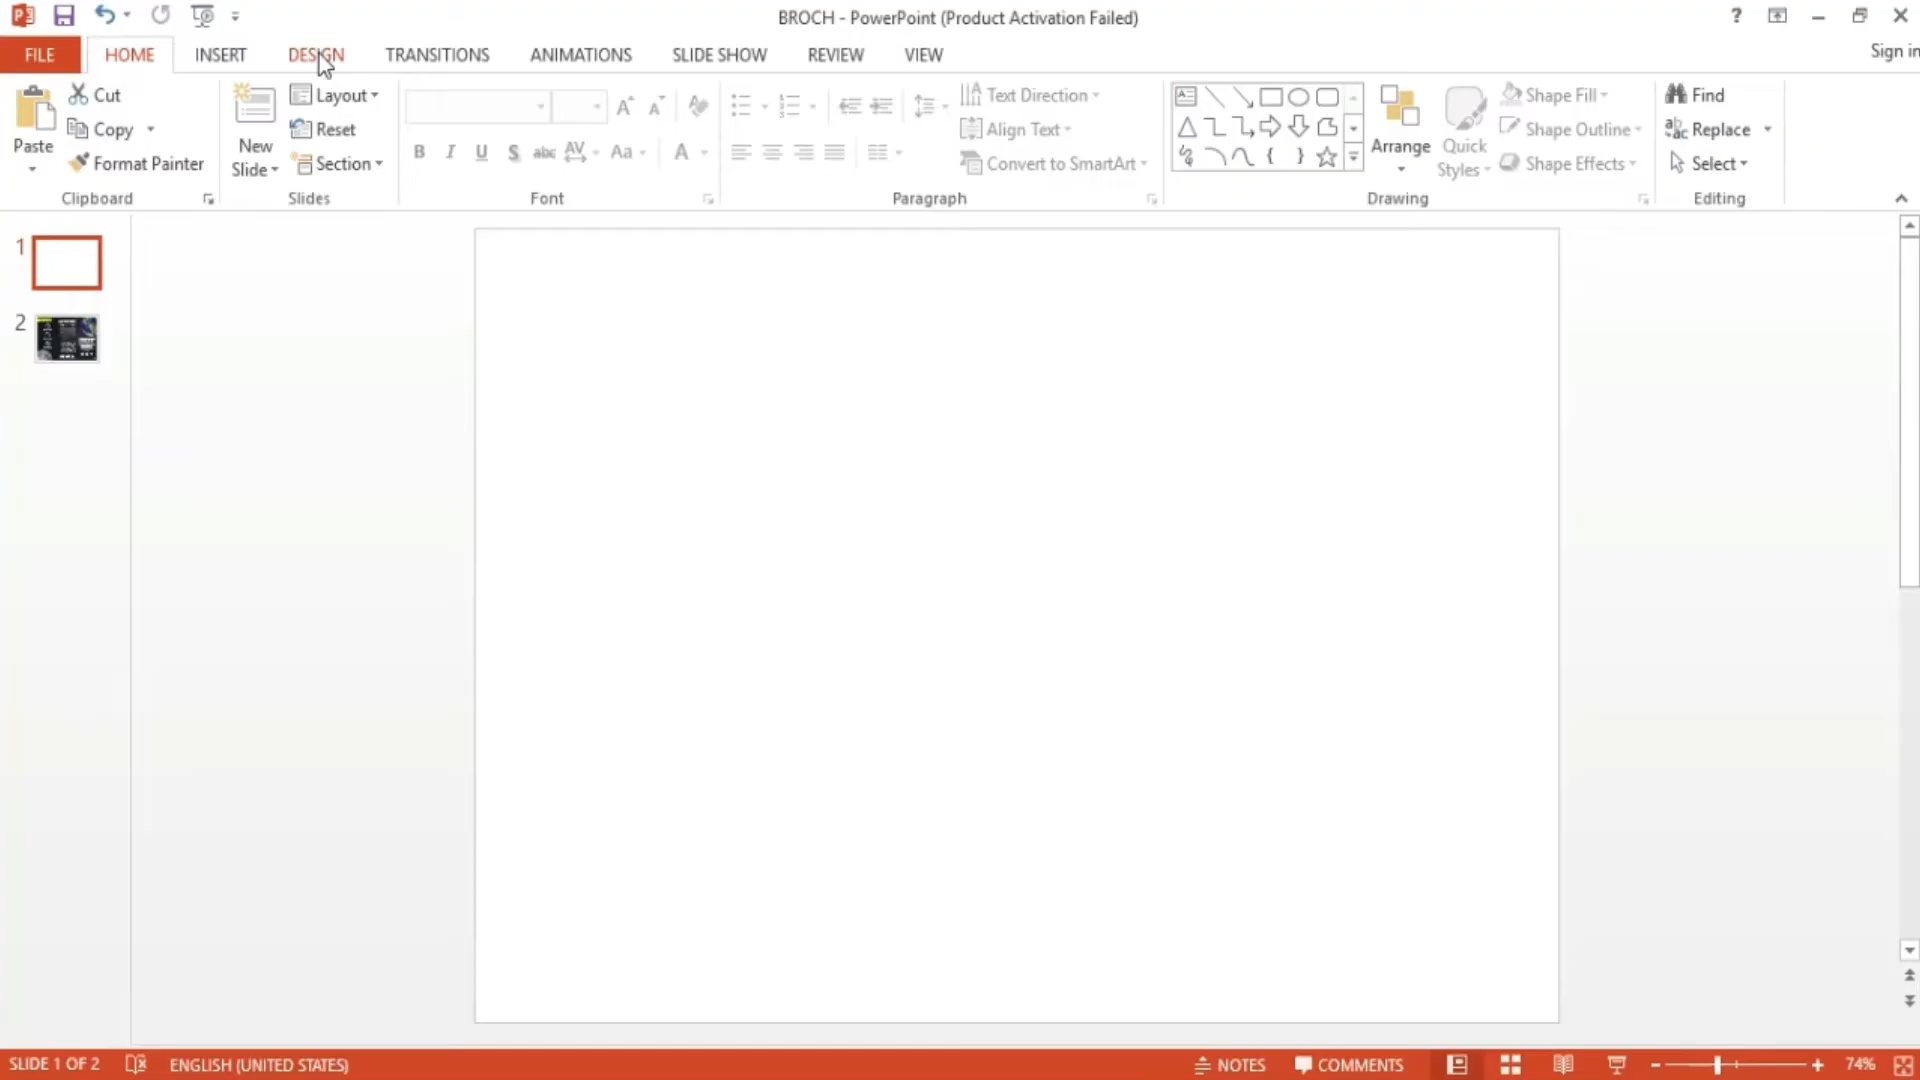 BROCH - PowerPoint (Product Activation Failed)
?
FILE HOME INSERT DESIGN TRANSITIONS ANIMATIONS SLIDE SHOW REVIEW VIEW Sign in
Paste
Cut
Copy
Format Painter
Clipboard
New Slide
Layout
Reset
Section
Slides
B I U S abc AV Aa A
Font
Text Direction
Align Text
Convert to SmartArt
Paragraph
Arrange
Quick Styles
Shape Fill
Shape Outline
Shape Effects
Drawing
Find
Replace
Select
Editing
1
2
SLIDE 1 OF 2 ENGLISH (UNITED STATES) NOTES COMMENTS 74%